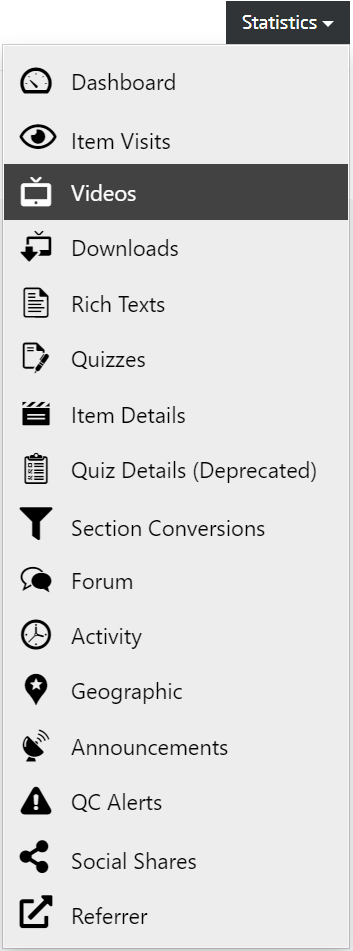 Statistics
Dashboard
Item Visits
Videos
Downloads
Rich Texts
Quizzes
Item Details
Quiz Details (Deprecated)
Section Conversions
Forum
Activity
Geographic
Announcements
QC Alerts
Social Shares
Referrer